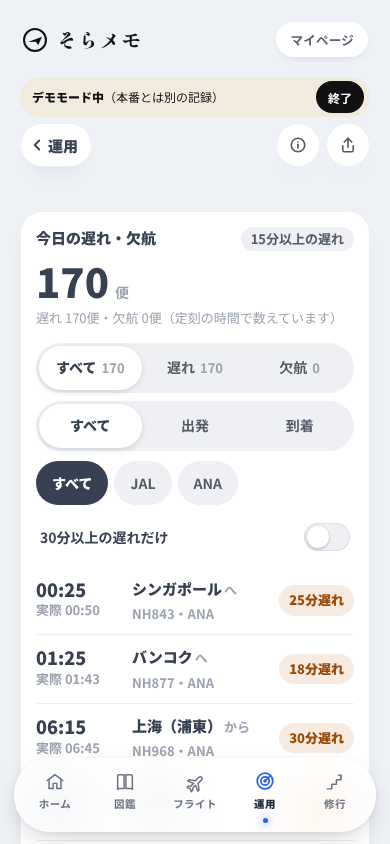 そらメモ
マイページ
デモモード中（本番とは別の記録）
終了
運用
今日の遅れ・欠航
15分以上の遅れ
170 便
遅れ 170便・欠航 0便（定刻の時間で数えています）
すべて 170 遅れ 170 欠航 0
すべて 出発 到着
すべて JAL ANA
30分以上の遅れだけ
00:25 シンガポールへ
実際 00:50 NH843・ANA
25分遅れ
01:25 バンコクへ
実際 01:43 NH877・ANA
18分遅れ
06:15 上海（浦東）から
実際 06:45 NH968・ANA
30分遅れ
ホーム 図鑑 フライト 運用 修行